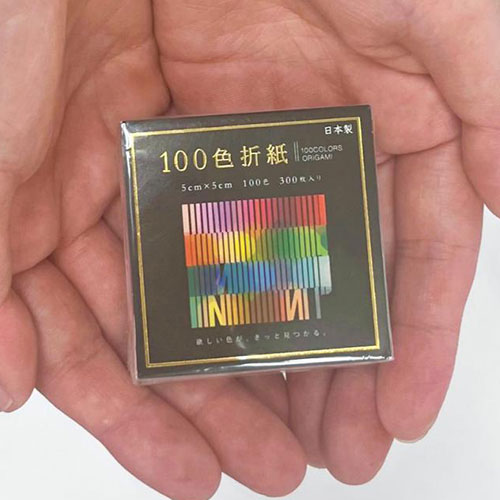 日本製
100色折紙
100COLORS
ORIGAMI
5cm×5cm 100色 300枚入り
欲しい色が、きっと見つかる。